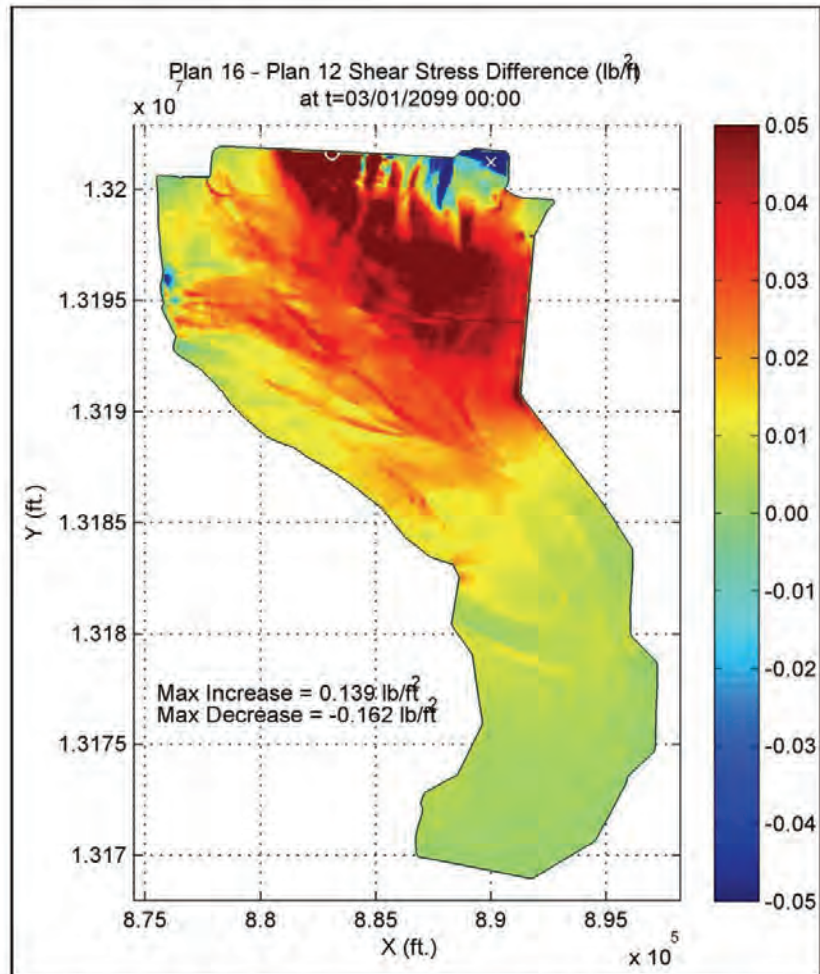 Plan 16 - Plan 12 Shear Stress Difference (lb/ft²)
at t=03/01/2099 00:00
x 10⁷
1.32
1.3195
1.319
1.3185
1.318
1.3175
1.317
Y (ft.)
Max Increase = 0.139 lb/ft²
Max Decrease = -0.162 lb/ft²
8.75
8.8
8.85
8.9
8.95
X (ft.)
x 10⁵
0.05
0.04
0.03
0.02
0.01
0.00
-0.01
-0.02
-0.03
-0.04
-0.05